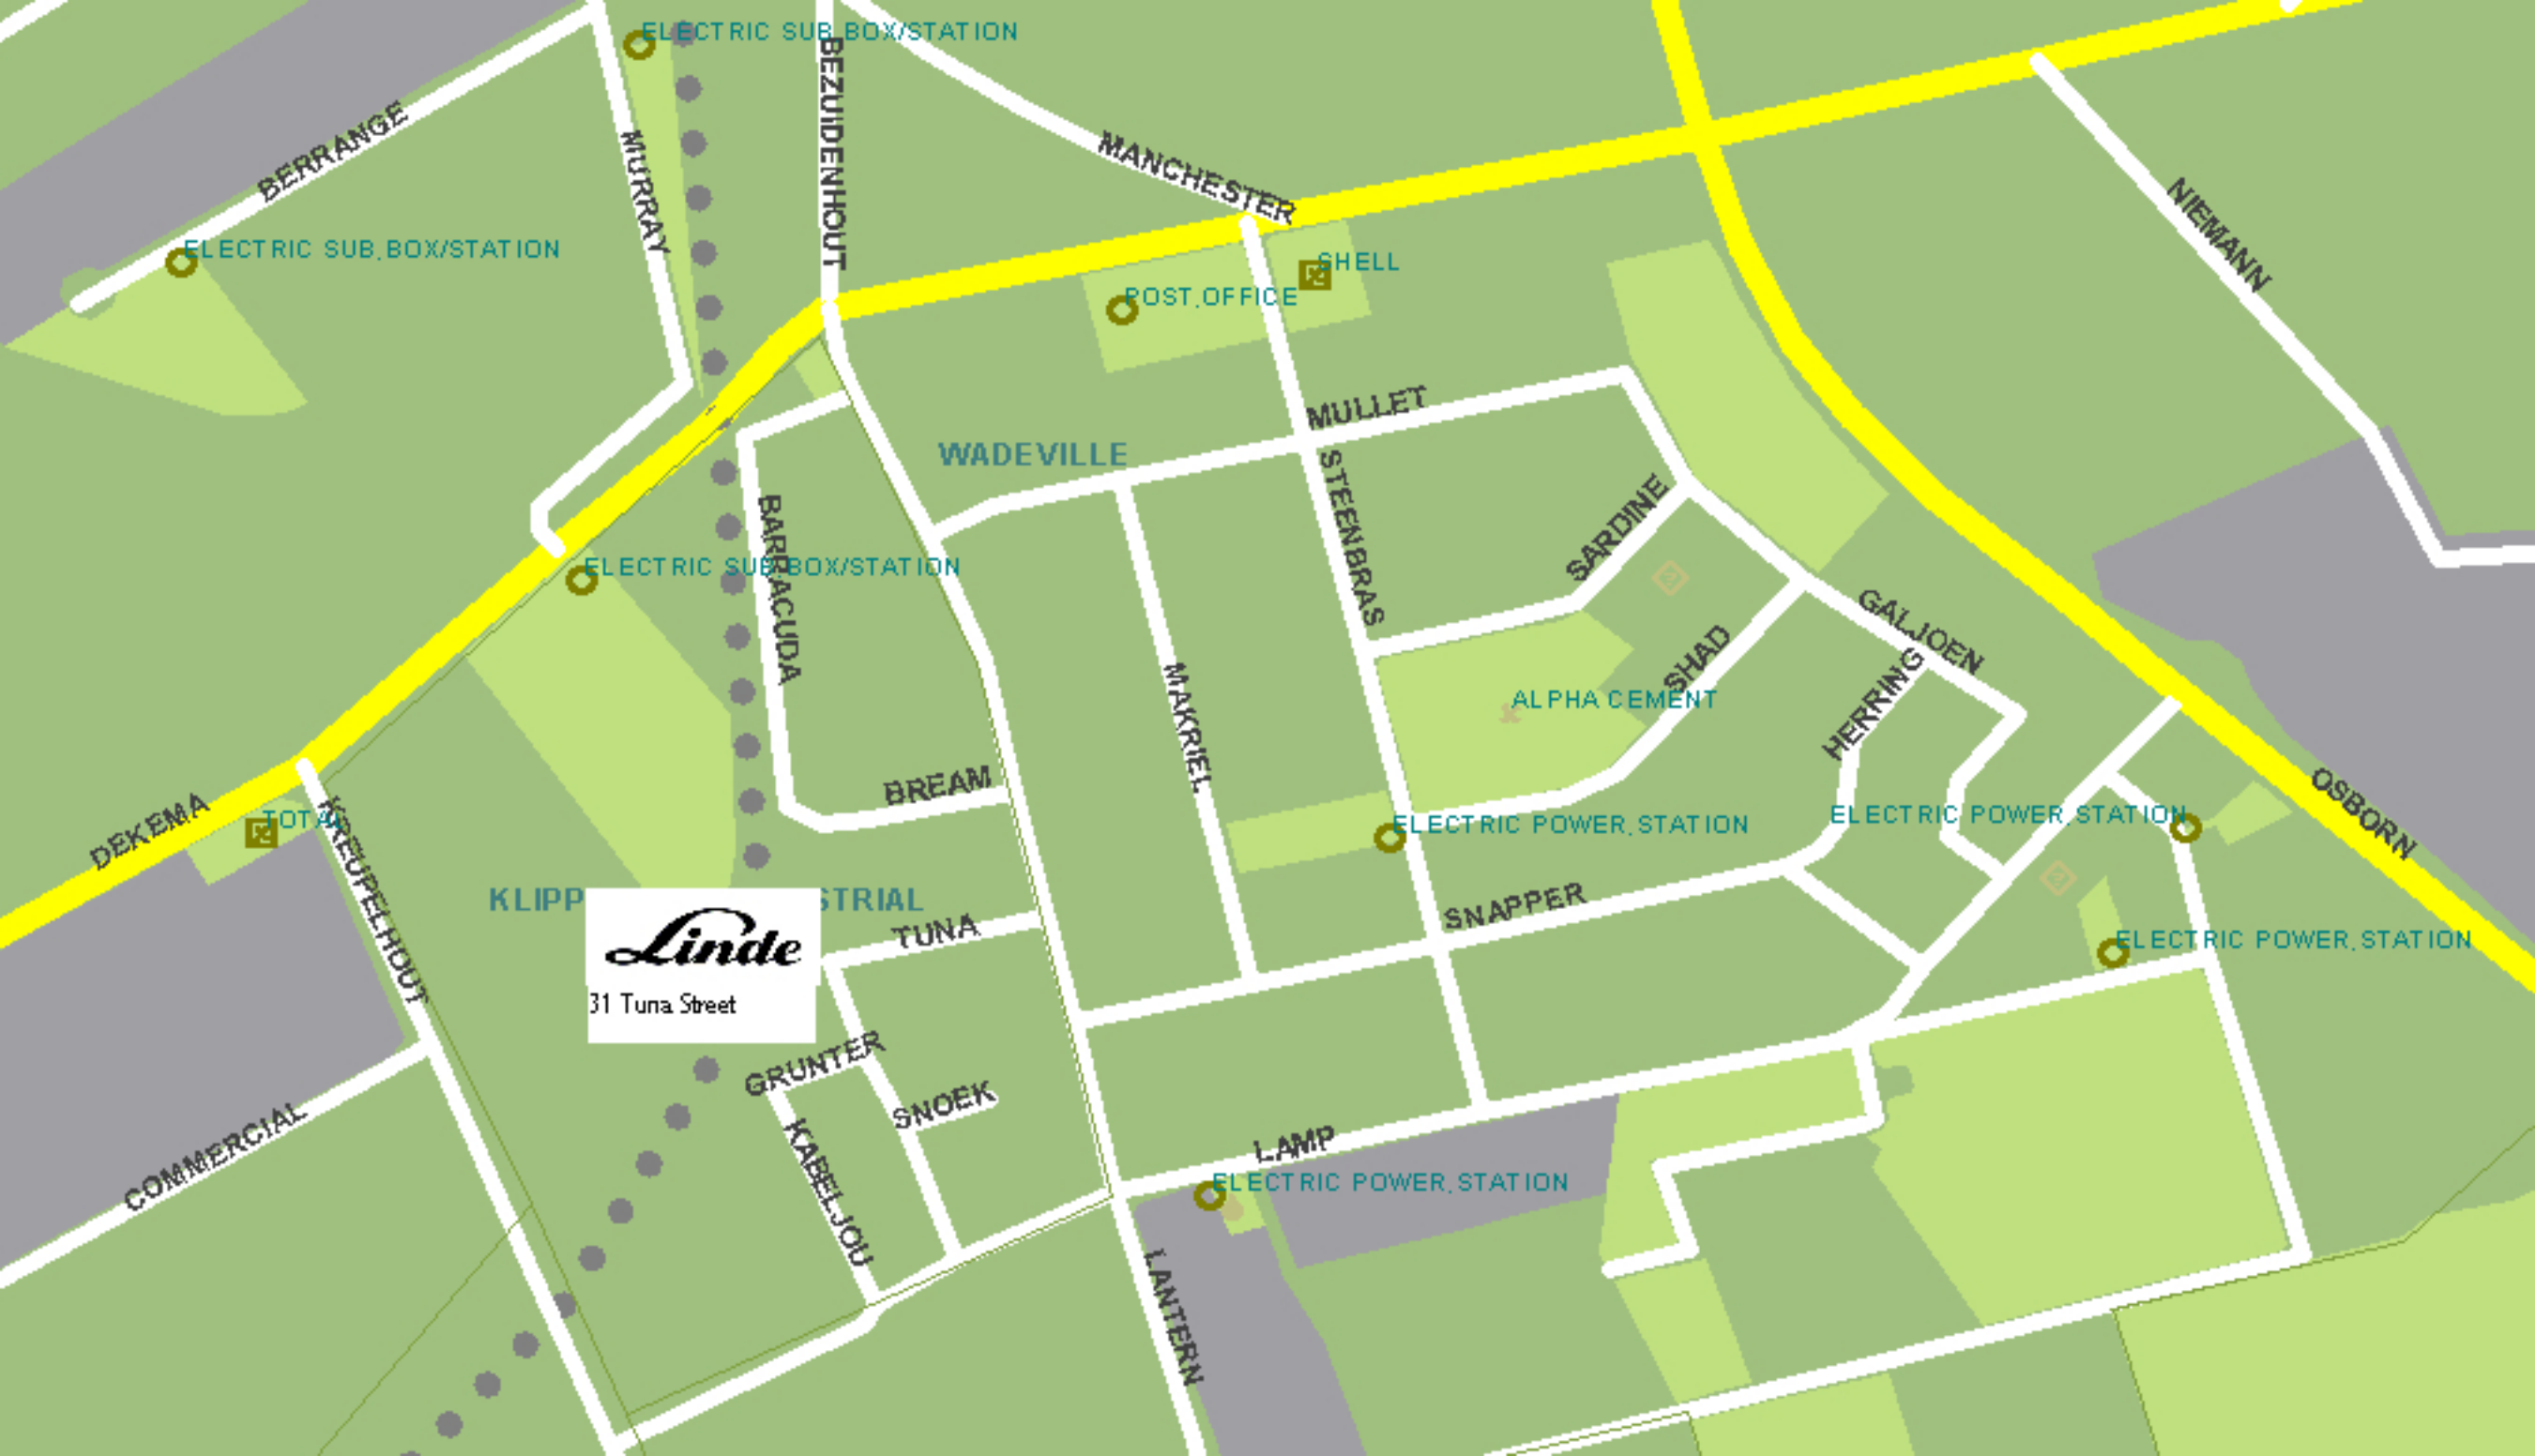 ELECTRIC SUB.BOX/STATION
BEZUIDENHOUT
BERRANGE
MURRAY
MANCHESTER
NIEMANN
ELECTRIC SUB.BOX/STATION
SHELL
POST.OFFICE
MULLET
WADEVILLE
STEENBRAS
SARDINE
BARRACUDA
ELECTRIC SUB.BOX/STATION
GALJOEN
SHAD
HERRING
MAKRIEL
ALPHA CEMENT
BREAM
DEKEMA
TOTAL
KREUPELHOUT
ELECTRIC POWER.STATION
ELECTRIC POWER.STATION
OSBORN
KLIPP
STRIAL
SNAPPER
TUNA
Linde
31 Tuna Street
ELECTRIC POWER.STATION
GRUNTER
SNOEK
COMMERCIAL
KABELJOU
LAMP
ELECTRIC POWER.STATION
LANTERN